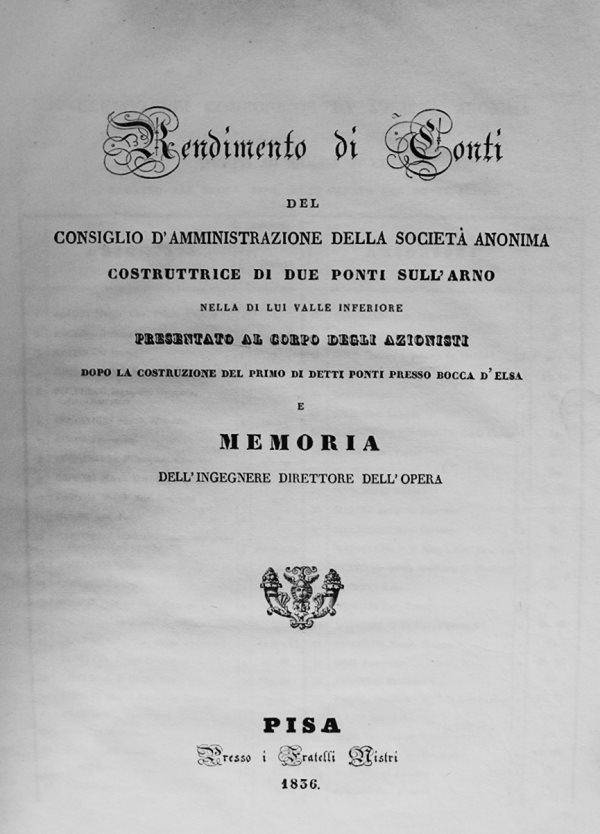 Rendimento di Conti
DEL
CONSIGLIO D'AMMINISTRAZIONE DELLA SOCIETÀ ANONIMA
COSTRUTTRICE DI DUE PONTI SULL'ARNO
NELLA DI LUI VALLE INFERIORE
PRESENTATO AL CORPO DEGLI AZIONISTI
DOPO LA COSTRUZIONE DEL PRIMO DI DETTI PONTI PRESSO BOCCA D'ELSA
E
MEMORIA
DELL'INGEGNERE DIRETTORE DELL'OPERA
PISA
Presso i Fratelli Nistri
1836.